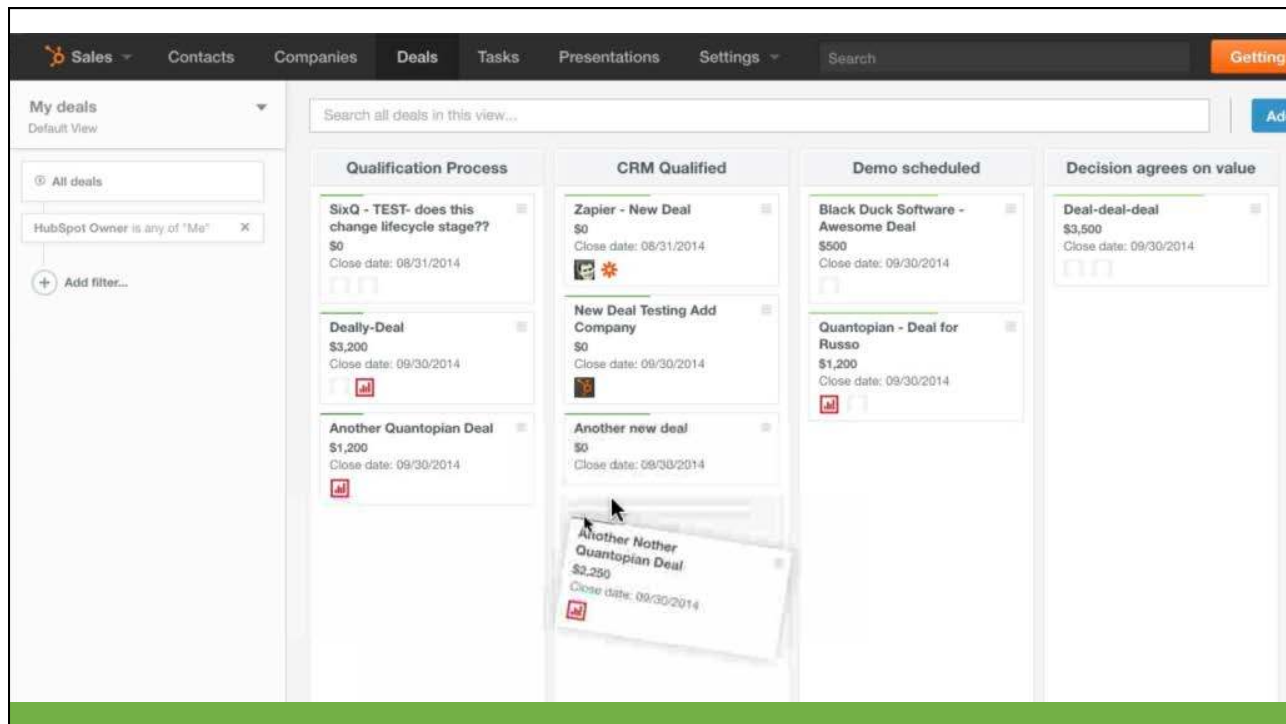 Sales
Contacts
Companies
Deals
Tasks
Presentations
Settings
Search
Getting
My deals
Default View
Search all deals in this view...
All deals
HubSpot Owner is any of "Me" ×
+ Add filter...
Qualification Process
SixQ - TEST- does this
change lifecycle stage??
$0
Close date: 08/31/2014
Deally-Deal
$3,200
Close date: 09/30/2014
Another Quantopian Deal
$1,200
Close date: 09/30/2014
CRM Qualified
Zapier - New Deal
$0
Close date: 08/31/2014
New Deal Testing Add
Company
$0
Close date: 09/30/2014
Another new deal
$0
Close date: 09/30/2014
Another Nother
Quantopian Deal
$2,250
Close date: 09/30/2014
Demo scheduled
Black Duck Software -
Awesome Deal
$500
Close date: 09/30/2014
Quantopian - Deal for
Russo
$1,200
Close date: 09/30/2014
Decision agrees on value
Deal-deal-deal
$3,500
Close date: 09/30/2014